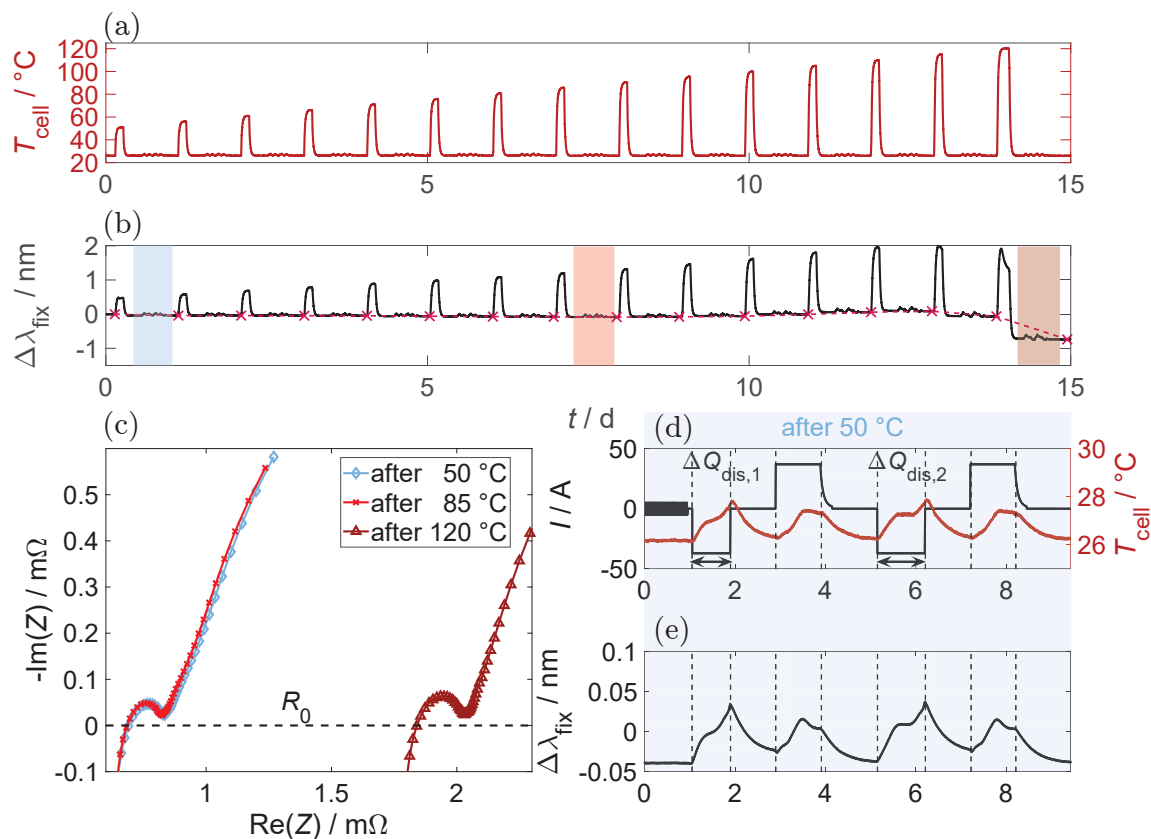 (a)
T_cell / °C
120
100
80
60
40
20
0 5 10 15
(b)
Δλ_fix / nm
2
1
0
-1
0 5 10 15
t / d
(c)
-Im(Z) / mΩ
0.5
0.4
0.3
0.2
0.1
0
-0.1
after 50 °C
after 85 °C
after 120 °C
R_0
1 1.5 2
Re(Z) / mΩ
(d)
after 50 °C
I / A
50
0
-50
ΔQ_dis,1
ΔQ_dis,2
30
28
26
T_cell / °C
0 2 4 6 8
(e)
Δλ_fix / nm
0.1
0.05
0
-0.05
0 2 4 6 8